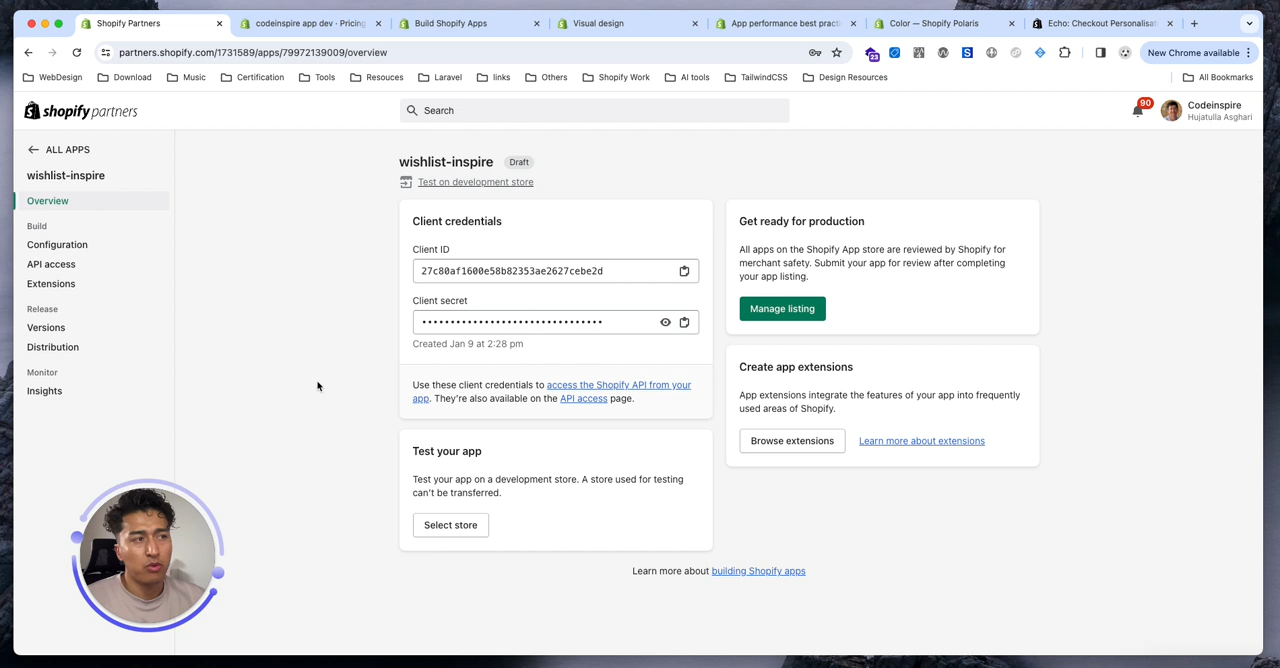 Shopify Partners
codeinspire app dev - Pricing
Build Shopify Apps
Visual design
App performance best practi
Color — Shopify Polaris
Echo: Checkout Personalisat
partners.shopify.com/1731589/apps/79972139009/overview
23
New Chrome available
WebDesign
Download
Music
Certification
Tools
Resouces
Laravel
links
Others
Shopify Work
AI tools
TailwindCSS
Design Resources
All Bookmarks
shopify partners
Search
90
Codeinspire
Hujatulla Asghari
ALL APPS
wishlist-inspire
Overview
Build
Configuration
API access
Extensions
Release
Versions
Distribution
Monitor
Insights
wishlist-inspire
Draft
Test on development store
Client credentials
Client ID
27c80af1600e58b82353ae2627cebe2d
Client secret
••••••••••••••••••••••••••••••••
Created Jan 9 at 2:28 pm
Use these client credentials to access the Shopify API from your
app. They're also available on the API access page.
Test your app
Test your app on a development store. A store used for testing
can't be transferred.
Select store
Get ready for production
All apps on the Shopify App store are reviewed by Shopify for
merchant safety. Submit your app for review after completing
your app listing.
Manage listing
Create app extensions
App extensions integrate the features of your app into frequently
used areas of Shopify.
Browse extensions
Learn more about extensions
Learn more about building Shopify apps